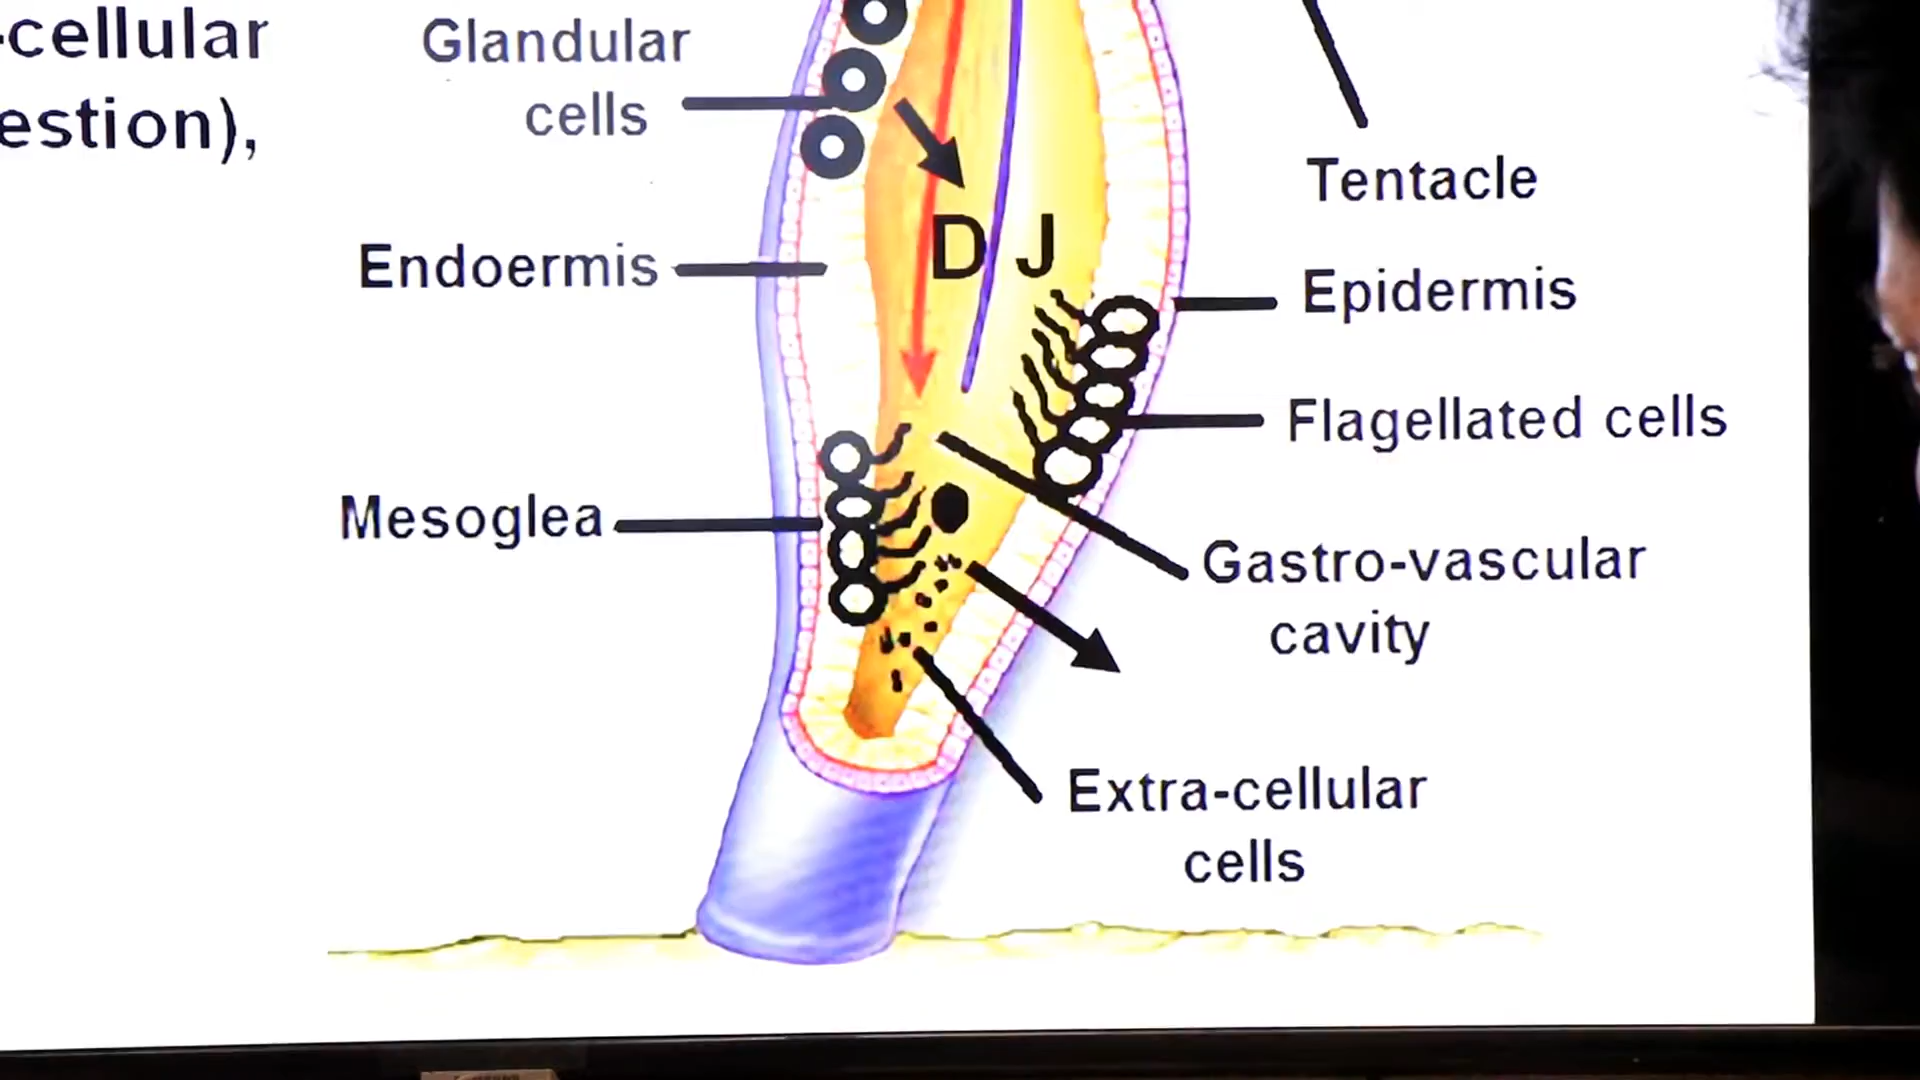 -cellular
estion),
Glandular
cells
Tentacle
Endoermis
D J
Epidermis
Flagellated cells
Mesoglea
Gastro-vascular
cavity
Extra-cellular
cells